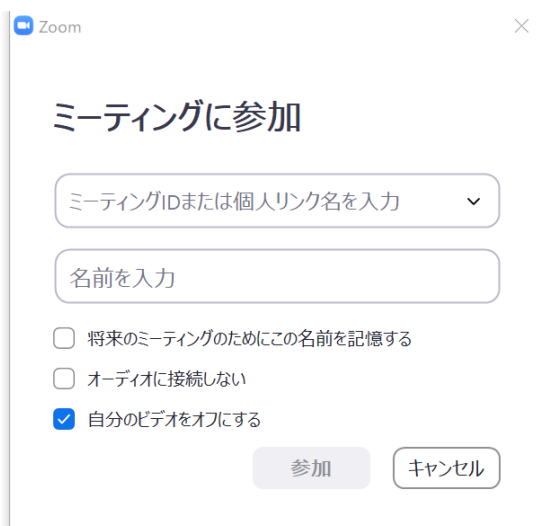 Zoom
ミーティングに参加
ミーティングIDまたは個人リンク名を入力
名前を入力
将来のミーティングのためにこの名前を記憶する
オーディオに接続しない
自分のビデオをオフにする
参加 キャンセル